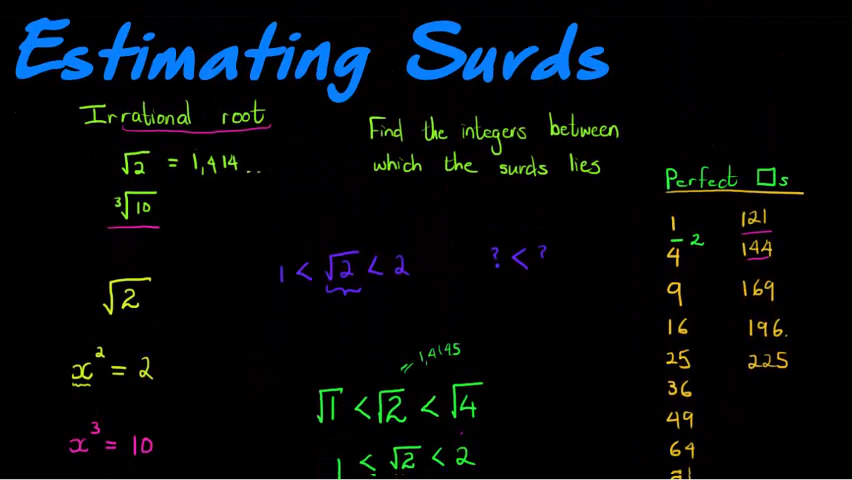 Estimating Surds
Irrational root
√2 = 1,414...
³√10
√2
x² = 2
x³ = 10
Find the integers between
which the surds lies
1 < √2 < 2
? < ?
= 1,4145
√1 < √2 < √4
1 < √2 < 2
Perfect □s
1
2
4
9
16
25
36
49
64
81
121
144
169
196.
225